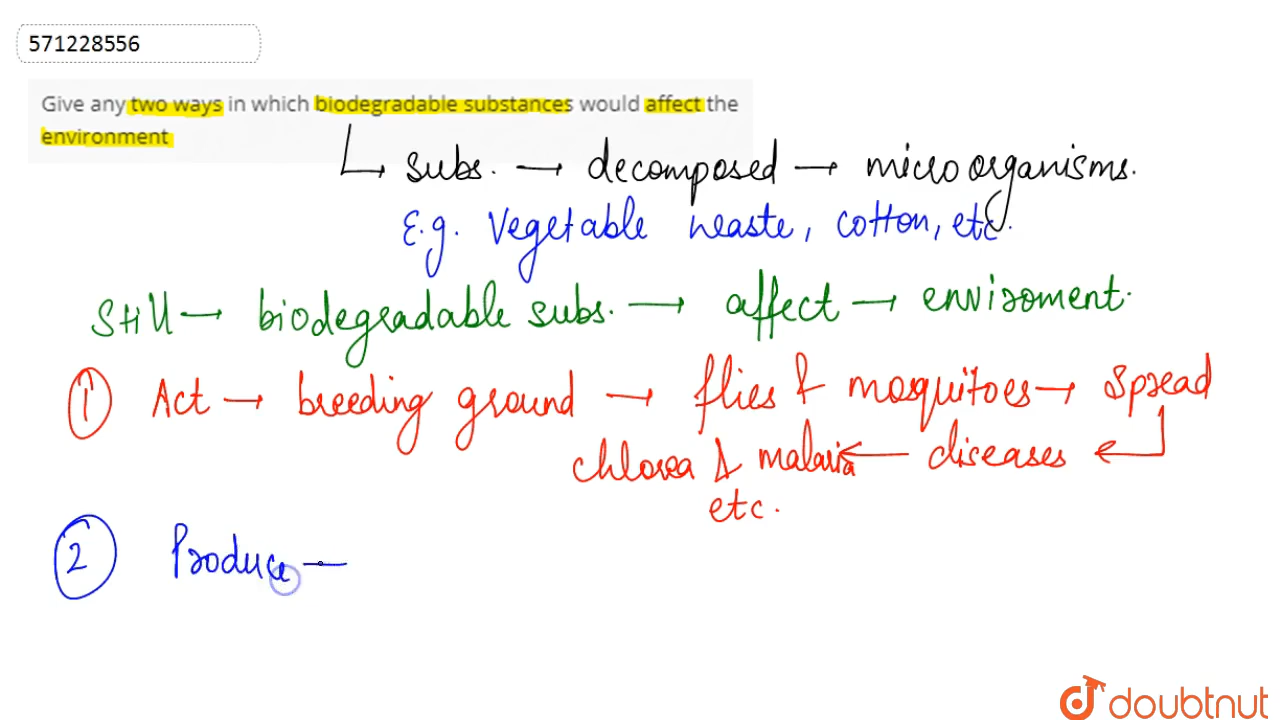 571228556
Give any two ways in which biodegradable substances would affect the
environment
↳ subs. → decomposed → microorganisms.
E.g. Vegetable waste, cotton, etc.
Still → biodegradable subs. → affect → enviroment.
① Act → breeding ground → flies & mosquitoes → spread
chlorea & malaria ← diseases ↵
etc.
② Produce —
doubtnut